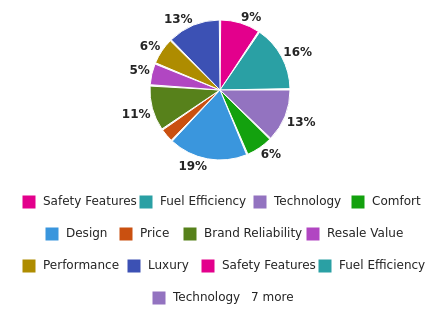 9%
13%
16%
6%
5%
11%
13%
6%
19%
Safety Features Fuel Efficiency Technology Comfort
Design Price Brand Reliability Resale Value
Performance Luxury Safety Features Fuel Efficiency
Technology 7 more